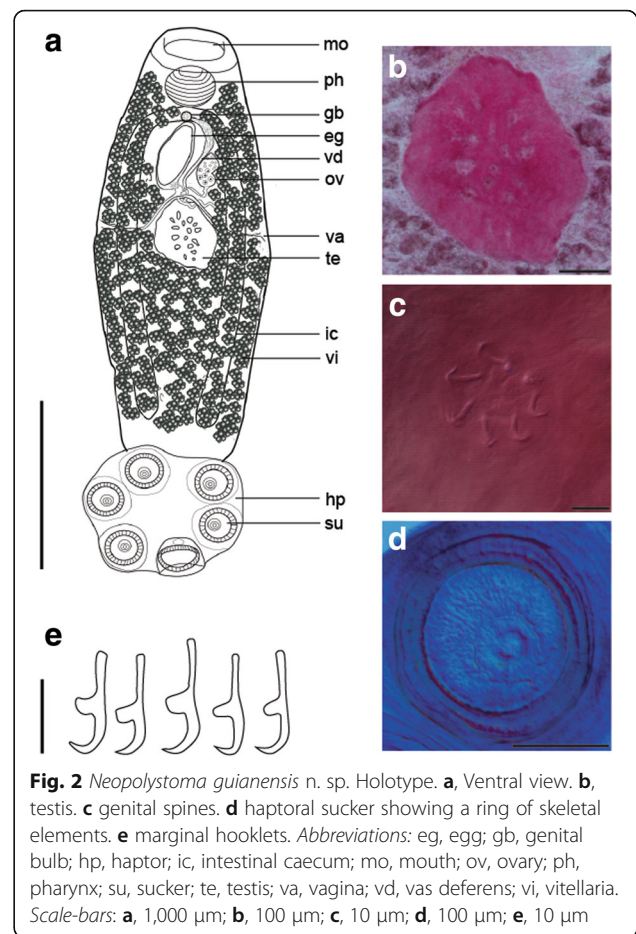 a
mo
ph
gb
eg
vd
ov
va
te
ic
vi
hp
su
b
c
d
e
Fig. 2 Neopolystoma guianensis n. sp. Holotype. a, Ventral view. b,
testis. c genital spines. d haptoral sucker showing a ring of skeletal
elements. e marginal hooklets. Abbreviations: eg, egg; gb, genital
bulb; hp, haptor; ic, intestinal caecum; mo, mouth; ov, ovary; ph,
pharynx; su, sucker; te, testis; va, vagina; vd, vas deferens; vi, vitellaria.
Scale-bars: a, 1,000 μm; b, 100 μm; c, 10 μm; d, 100 μm; e, 10 μm